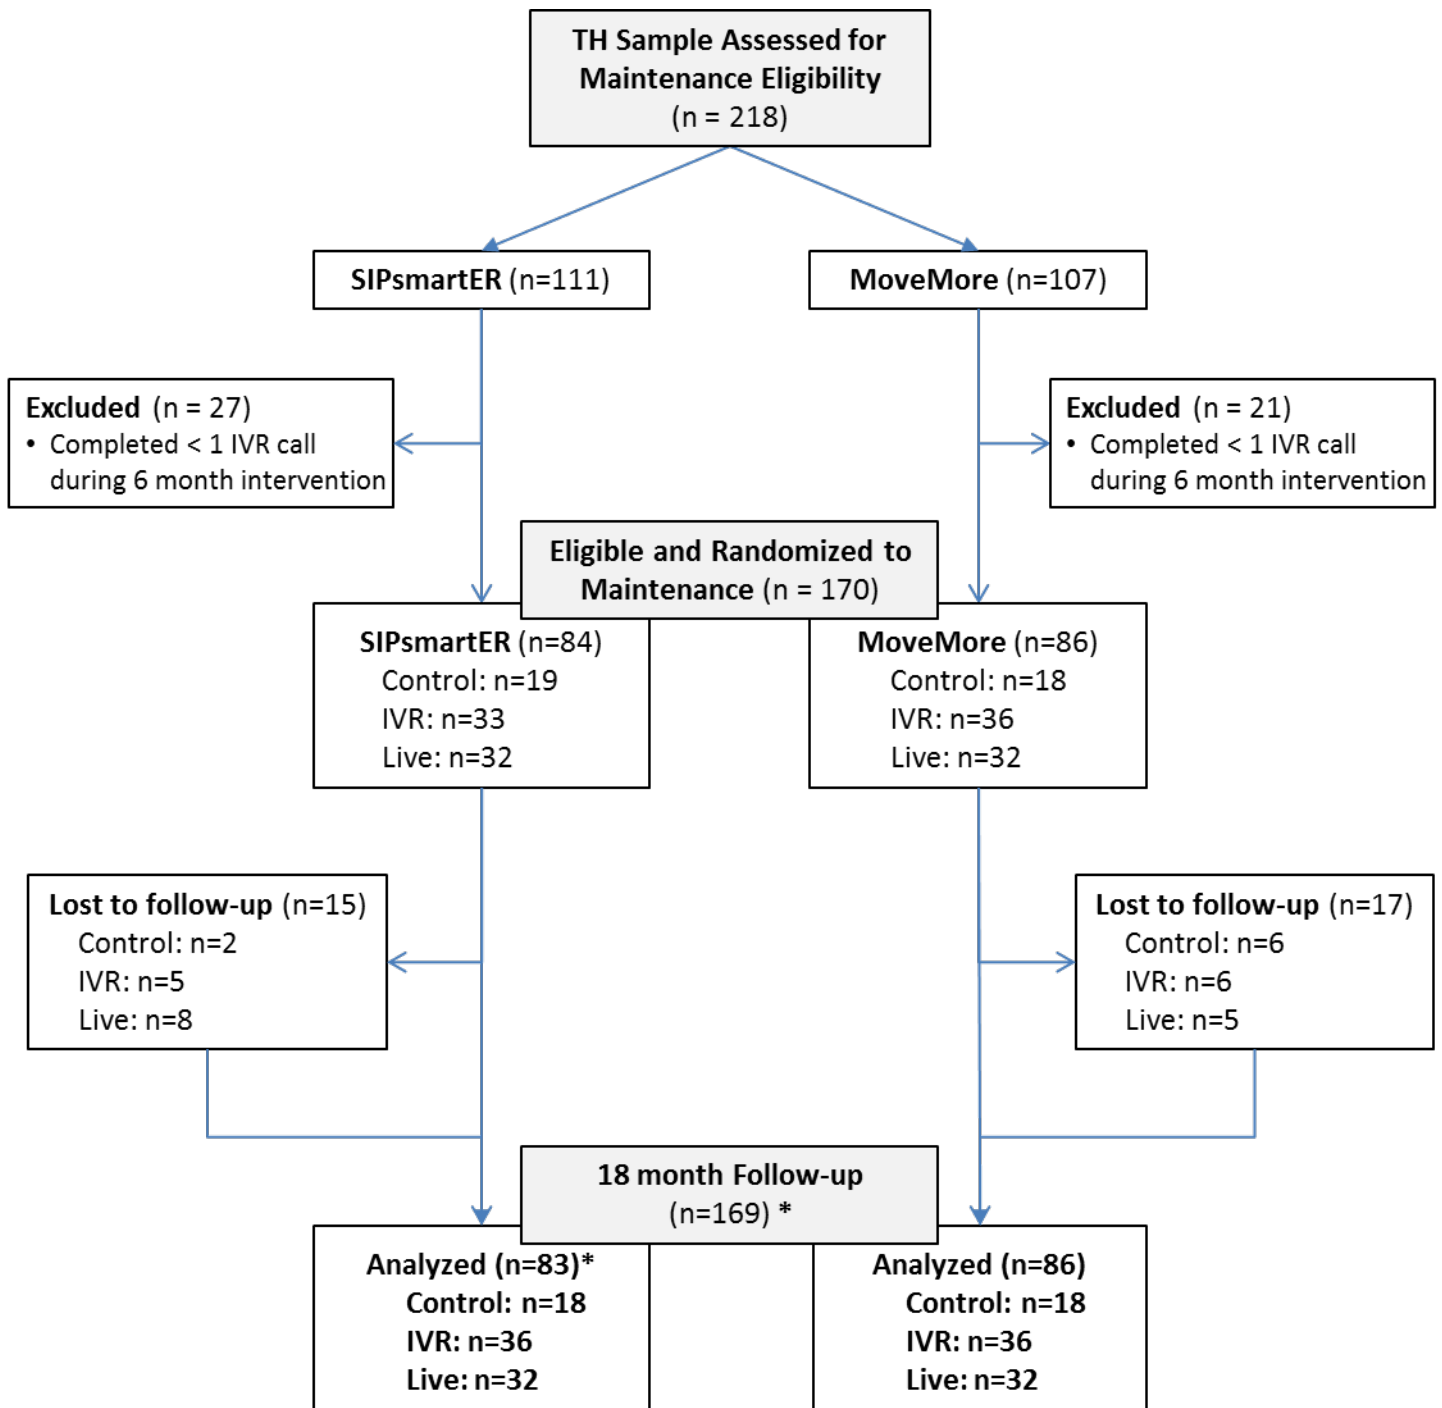 TH Sample Assessed for
Maintenance Eligibility
(n = 218)
SIPsmartER (n=111)
MoveMore (n=107)
Excluded (n = 27)
• Completed < 1 IVR call
during 6 month intervention
Excluded (n = 21)
• Completed < 1 IVR call
during 6 month intervention
Eligible and Randomized to
Maintenance (n = 170)
SIPsmartER (n=84)
Control: n=19
IVR: n=33
Live: n=32
MoveMore (n=86)
Control: n=18
IVR: n=36
Live: n=32
Lost to follow-up (n=15)
Control: n=2
IVR: n=5
Live: n=8
Lost to follow-up (n=17)
Control: n=6
IVR: n=6
Live: n=5
18 month Follow-up
(n=169) *
Analyzed (n=83)*
Control: n=18
IVR: n=36
Live: n=32
Analyzed (n=86)
Control: n=18
IVR: n=36
Live: n=32